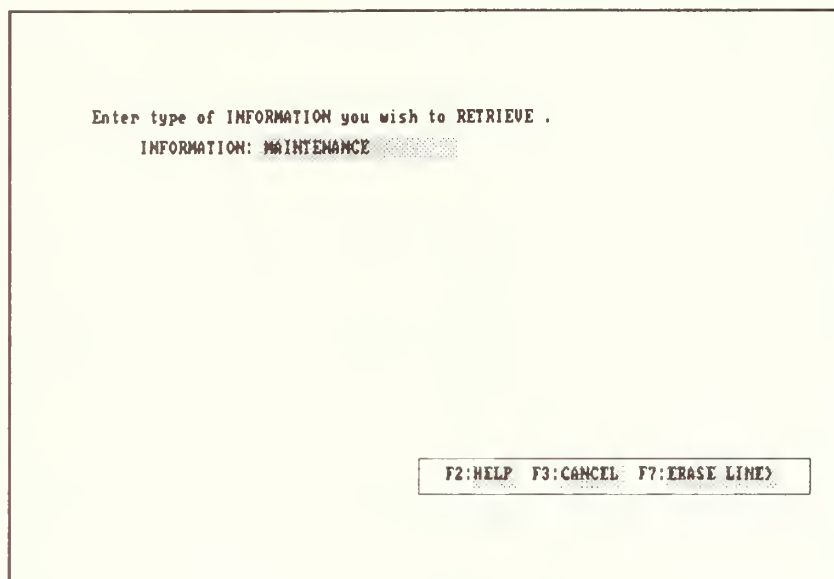 Enter type of INFORMATION you wish to RETRIEVE .
INFORMATION: MAINTENANCE
F2:HELP F3:CANCEL F7:ERASE LINE>